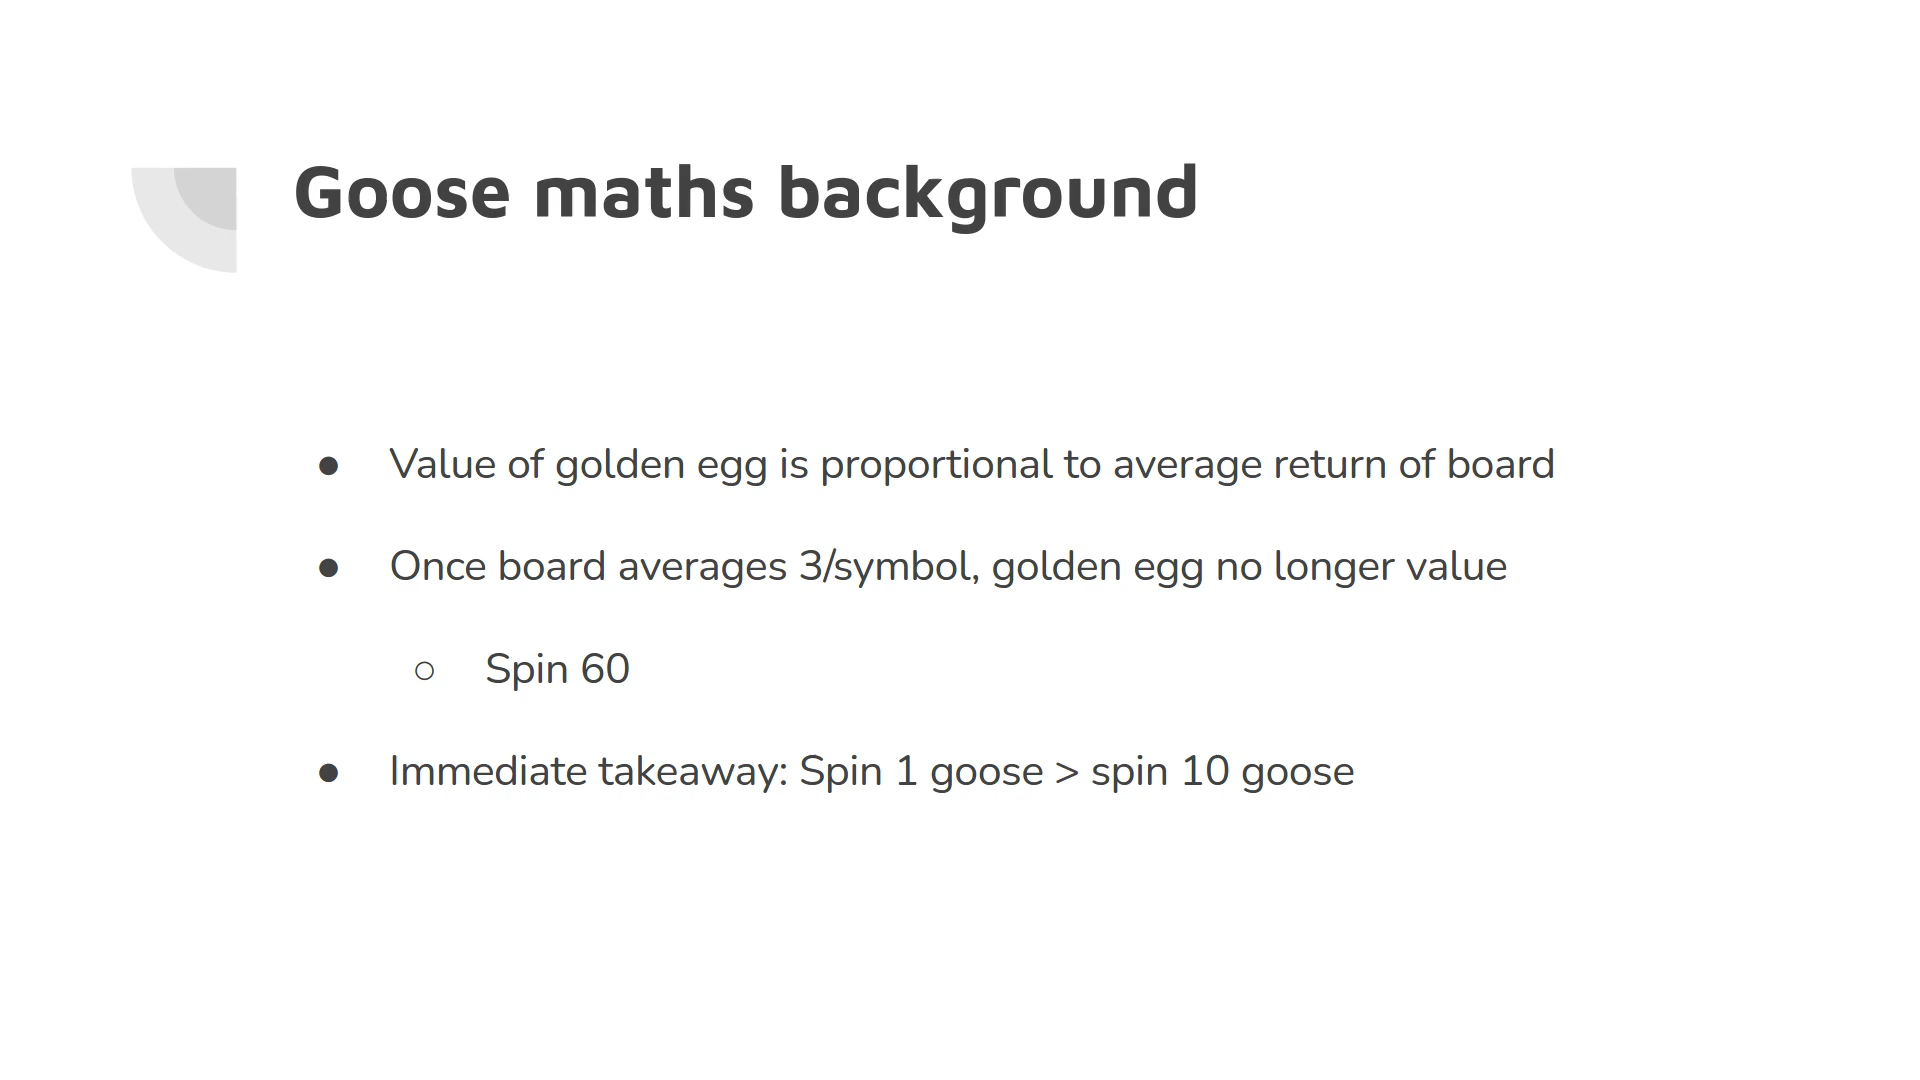 Goose maths background
● Value of golden egg is proportional to average return of board
● Once board averages 3/symbol, golden egg no longer value
○ Spin 60
● Immediate takeaway: Spin 1 goose > spin 10 goose